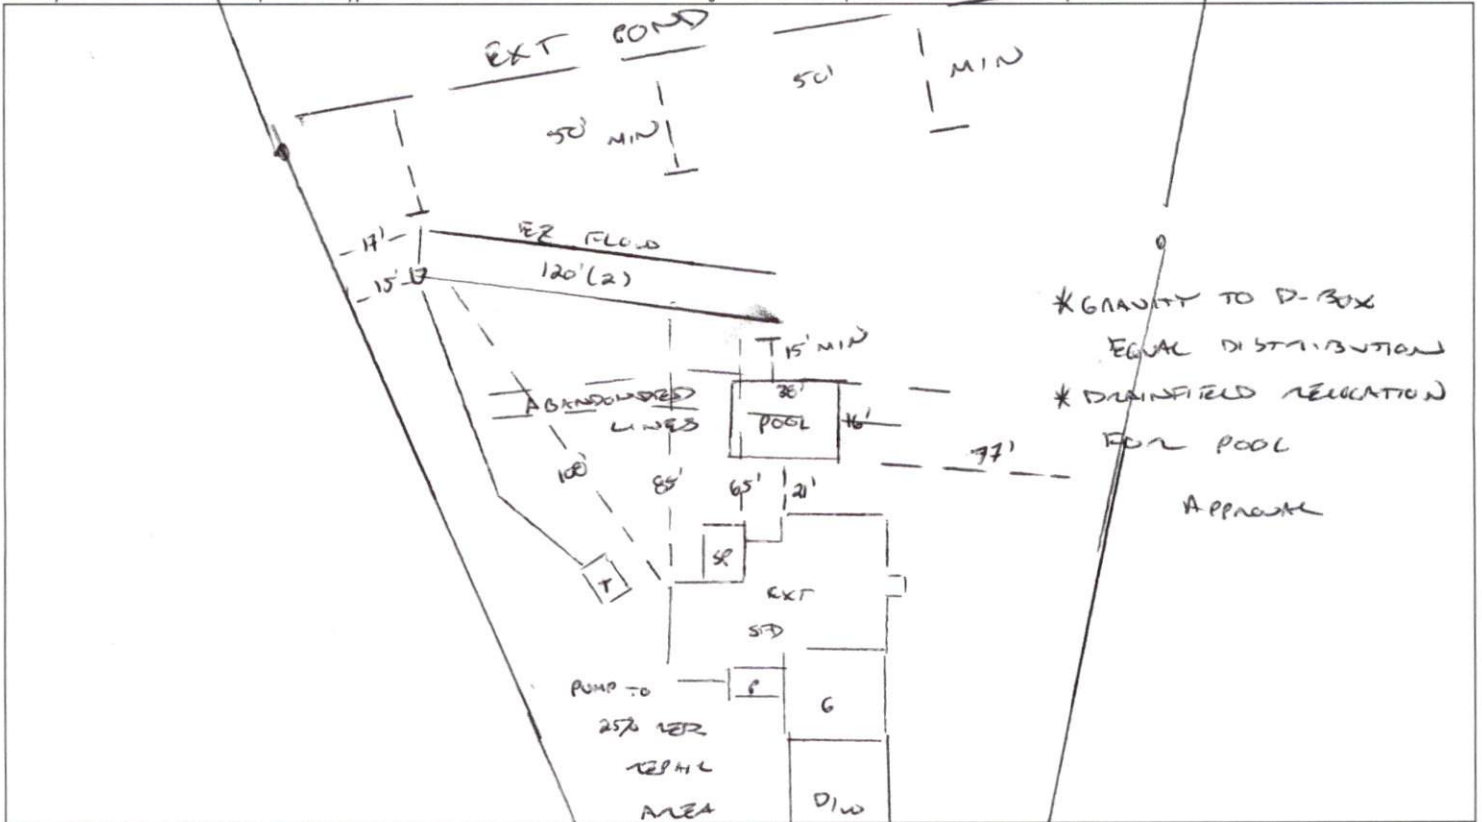 EXT POND
50'
MIN
50' MIN
17'
EZ FLOW
15'
120' (2)
15' MIN
* GRAVITY TO D-BOX
EQUAL DISTRIBUTION
* DRAINFIELD RELOCATION
FOR POOL
APPROVAL
ABANDONDED
LINES
POOL
16'
77'
100'
85'
65'
21'
T
EXT
SFD
PUMP TO
25% RED
REPAIR
AREA
P
G
D/W